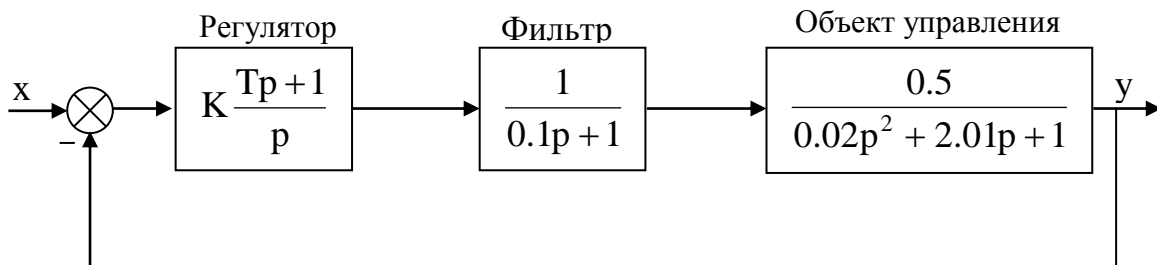 Регулятор
Фильтр
Объект управления
x
K (Tp + 1)/p
1/(0.1p + 1)
0.5/(0.02p² + 2.01p + 1)
y
−